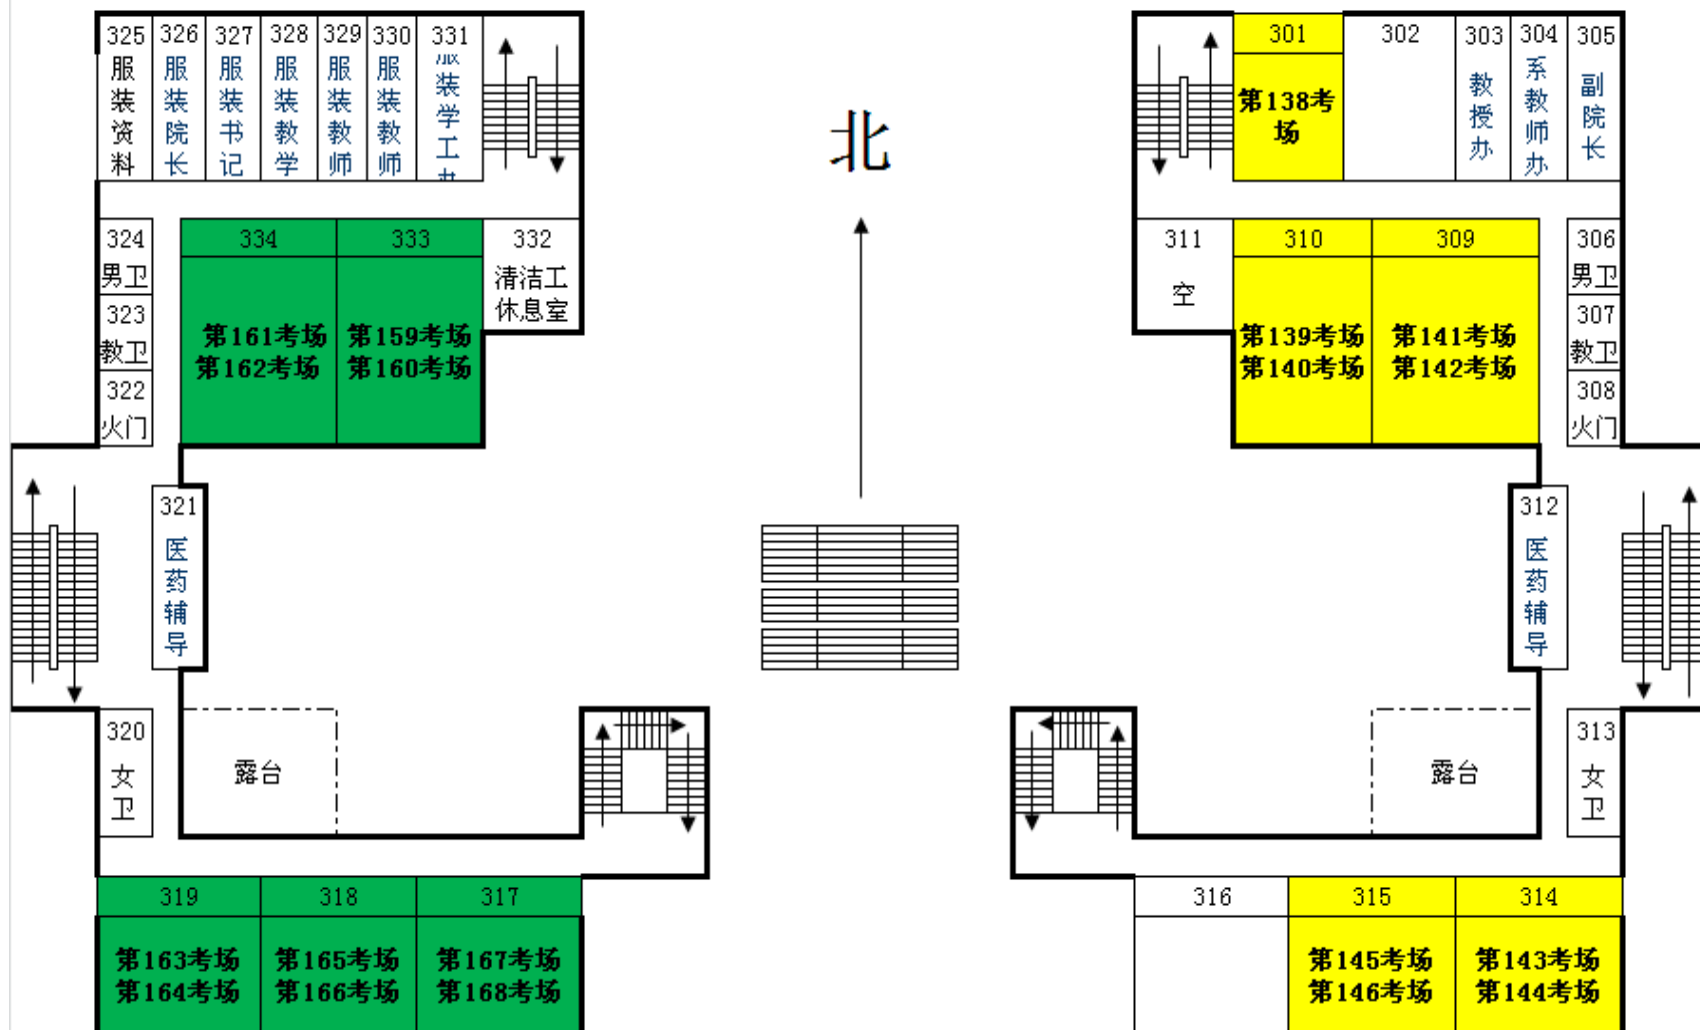 325 326 327 328 329 330 331
服装资料
服装院长
服装书记
服装教学
服装教师
服装教师
服装学工办
301 302 303 304 305
第138考
场
教授办
系教师办
副院长
北
324
男卫
323
教卫
322
火门
334
第161考场
第162考场
333
第159考场
第160考场
332
清洁工
休息室
311
空
310
第139考场
第140考场
309
第141考场
第142考场
306
男卫
307
教卫
308
火门
321
医药辅导
312
医药辅导
320
女卫
露台
露台
313
女卫
319
第163考场
第164考场
318
第165考场
第166考场
317
第167考场
第168考场
316
315
第145考场
第146考场
314
第143考场
第144考场